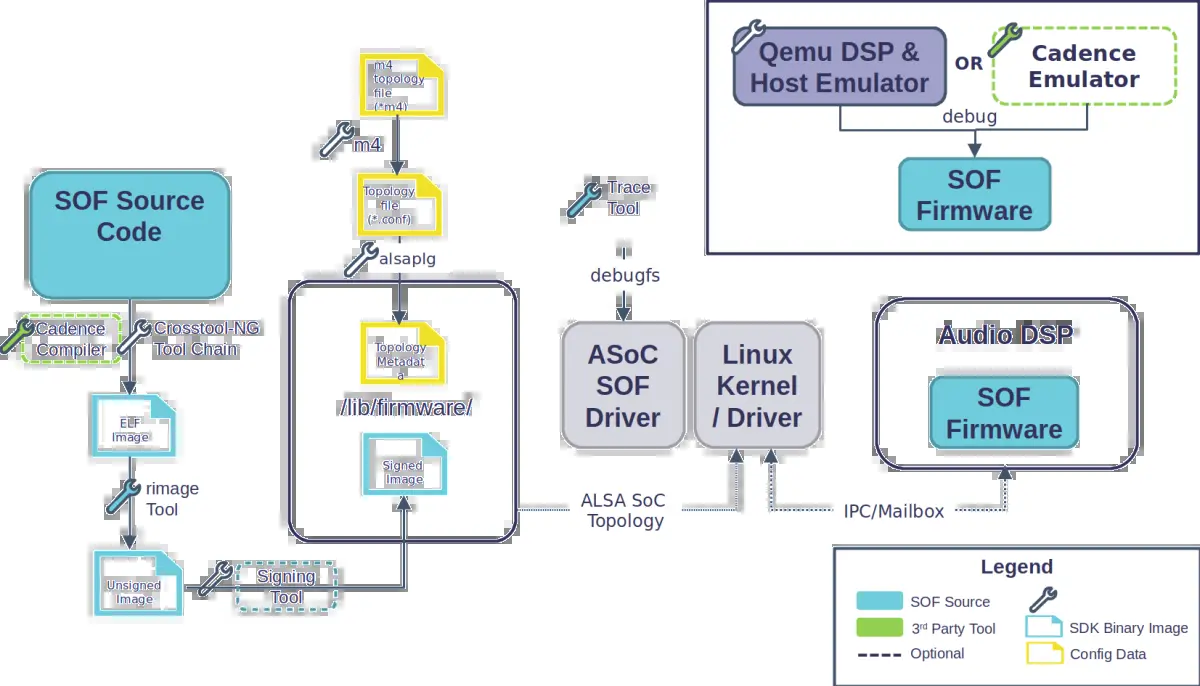 m4
topology
file
(*m4)
m4
Topology
file
(*.conf)
alsaplg
SOF Source
Code
Cadence
Compiler
Crosstool-NG
Tool Chain
ELF
Image
rimage
Tool
Unsigned
Image
Signing
Tool
Topology
Metadat
a
/lib/firmware/
Signed
Image
Trace
Tool
debugfs
ASoC
SOF
Driver
Linux
Kernel
/ Driver
ALSA SoC
Topology
IPC/Mailbox
Audio DSP
SOF
Firmware
Qemu DSP &
Host Emulator
OR
Cadence
Emulator
debug
SOF
Firmware
Legend
SOF Source
3rd Party Tool
Optional
SDK Binary Image
Config Data